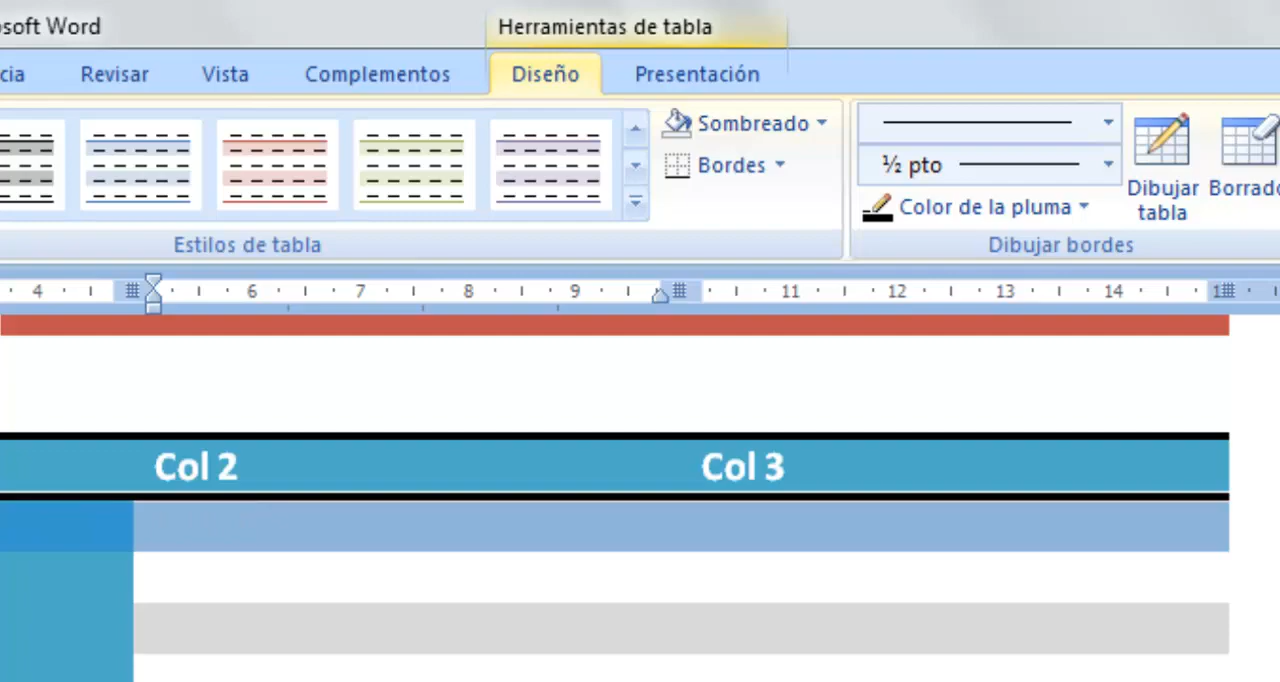 soft Word
Herramientas de tabla
cia Revisar Vista Complementos Diseño Presentación
Sombreado
Bordes
½ pto
Color de la pluma
Dibujar tabla
Borrado
Estilos de tabla
Dibujar bordes
4 6 7 8 9 11 12 13 14 1
Col 2 Col 3